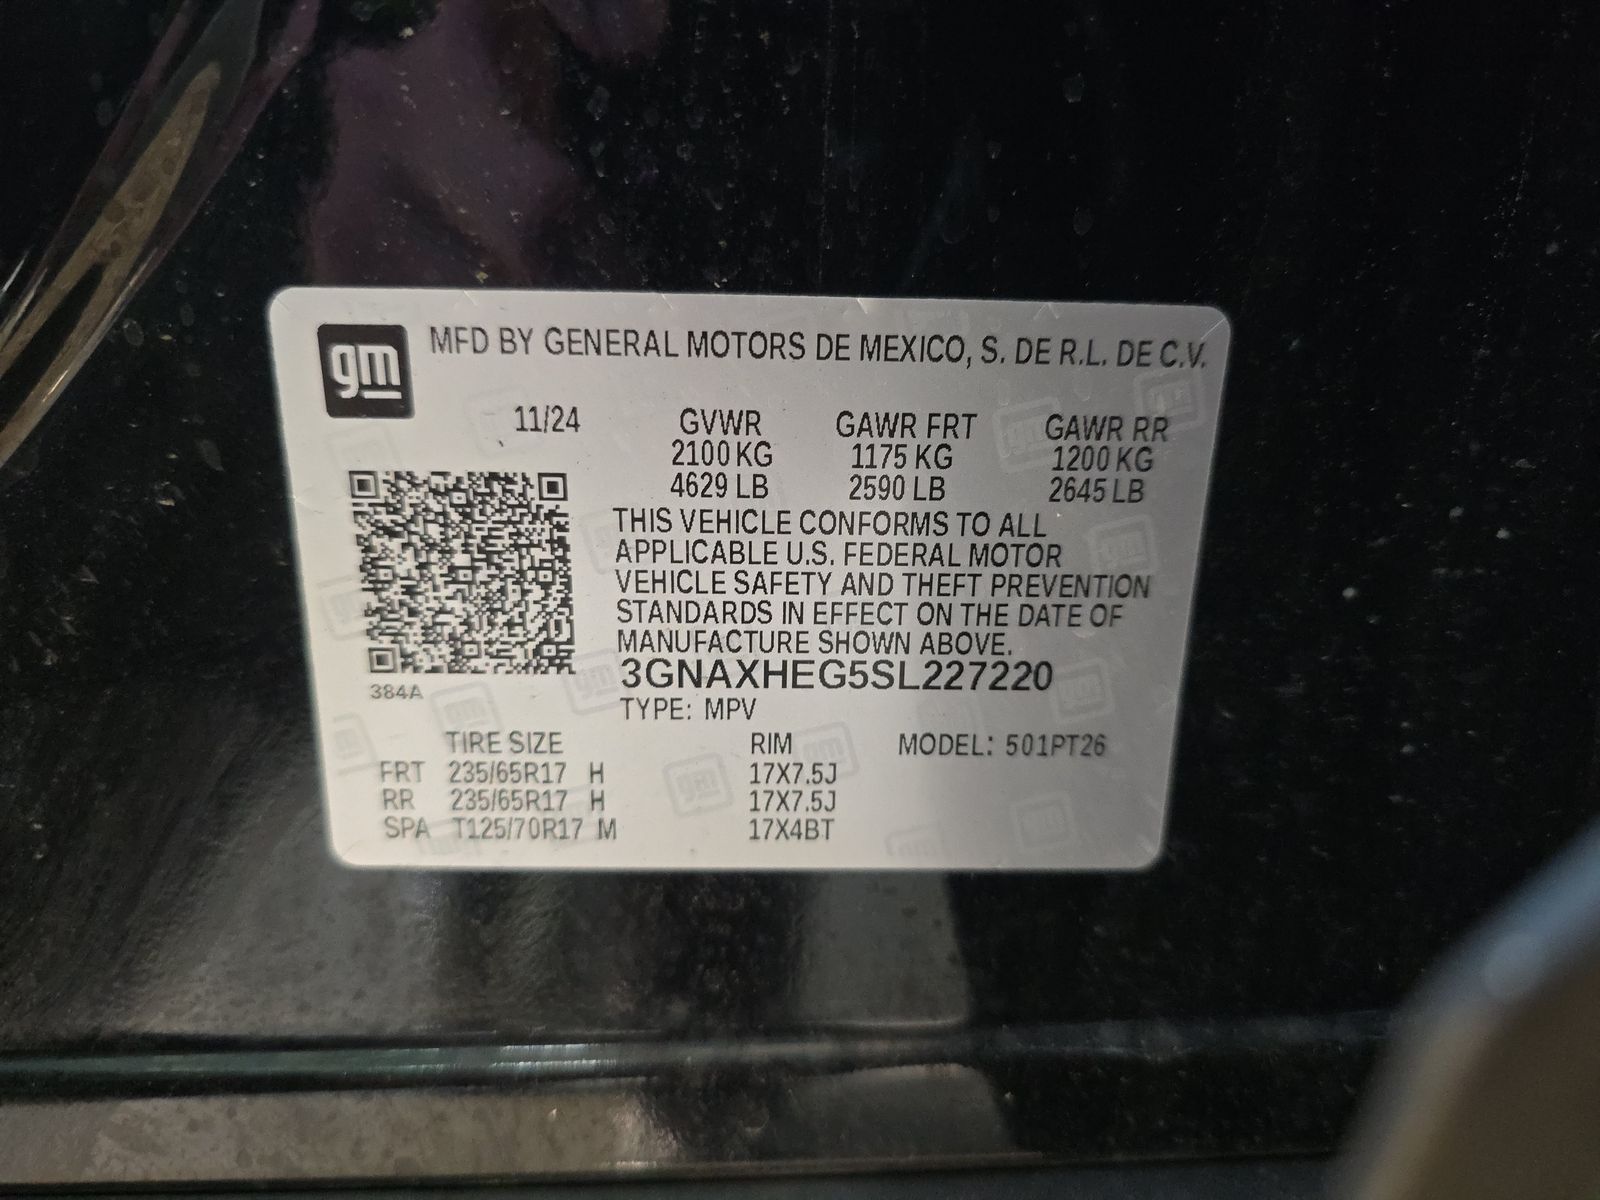 gm MFD BY GENERAL MOTORS DE MEXICO, S. DE R.L. DE C.V.
11/24 GVWR GAWR FRT GAWR RR
2100 KG 1175 KG 1200 KG
4629 LB 2590 LB 2645 LB
THIS VEHICLE CONFORMS TO ALL
APPLICABLE U.S. FEDERAL MOTOR
VEHICLE SAFETY AND THEFT PREVENTION
STANDARDS IN EFFECT ON THE DATE OF
MANUFACTURE SHOWN ABOVE.
3GNAXHEG5SL227220
384A
TYPE: MPV
TIRE SIZE RIM MODEL: 501PT26
FRT 235/65R17 H 17X7.5J
RR 235/65R17 H 17X7.5J
SPA T125/70R17 M 17X4BT